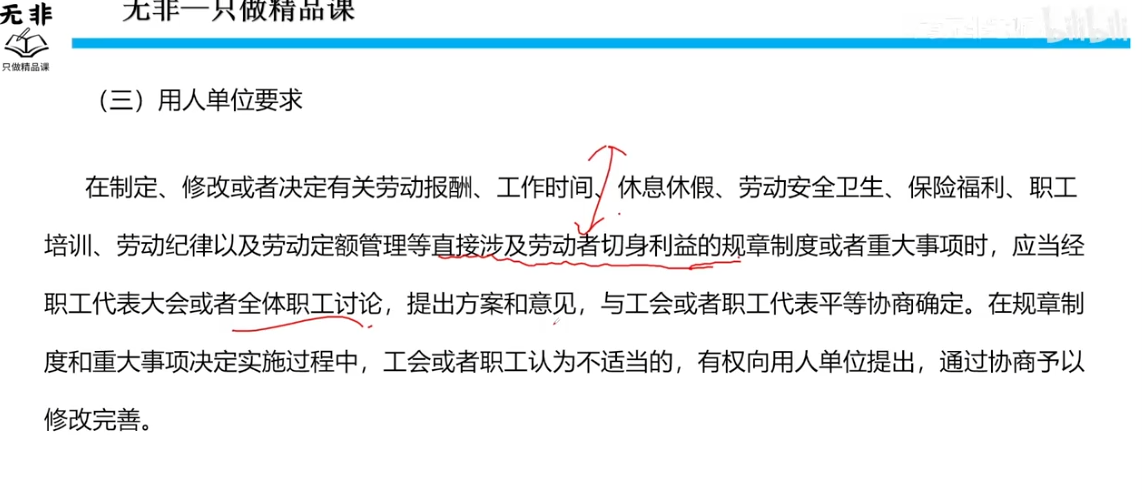 无非
只做精品课
无非—只做精品课
bilibili
（三）用人单位要求
在制定、修改或者决定有关劳动报酬、工作时间、休息休假、劳动安全卫生、保险福利、职工
培训、劳动纪律以及劳动定额管理等直接涉及劳动者切身利益的规章制度或者重大事项时，应当经
职工代表大会或者全体职工讨论，提出方案和意见，与工会或者职工代表平等协商确定。在规章制
度和重大事项决定实施过程中，工会或者职工认为不适当的，有权向用人单位提出，通过协商予以
修改完善。